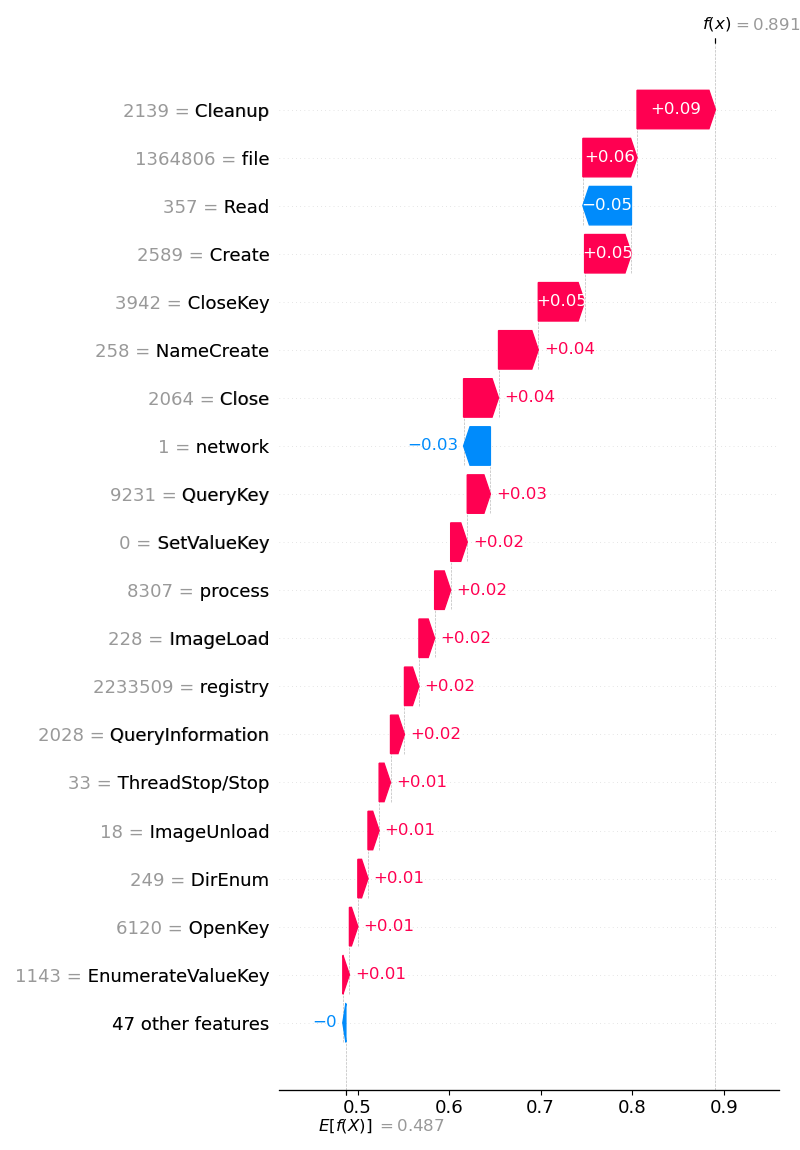 f(x) = 0.891
2139 = Cleanup +0.09
1364806 = file +0.06
357 = Read −0.05
2589 = Create +0.05
3942 = CloseKey +0.05
258 = NameCreate +0.04
2064 = Close +0.04
1 = network −0.03
9231 = QueryKey +0.03
0 = SetValueKey +0.02
8307 = process +0.02
228 = ImageLoad +0.02
2233509 = registry +0.02
2028 = QueryInformation +0.02
33 = ThreadStop/Stop +0.01
18 = ImageUnload +0.01
249 = DirEnum +0.01
6120 = OpenKey +0.01
1143 = EnumerateValueKey +0.01
47 other features −0
0.5 0.6 0.7 0.8 0.9
E[f(X)] = 0.487